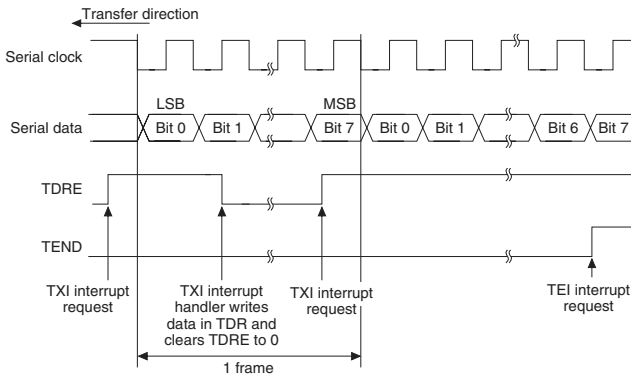 Transfer direction
Serial clock
LSB MSB
Serial data Bit 0 Bit 1 Bit 7 Bit 0 Bit 1 Bit 6 Bit 7
TDRE
TEND
TXI interrupt
request
TXI interrupt
handler writes
data in TDR and
clears TDRE to 0
TXI interrupt
request
TEI interrupt
request
1 frame